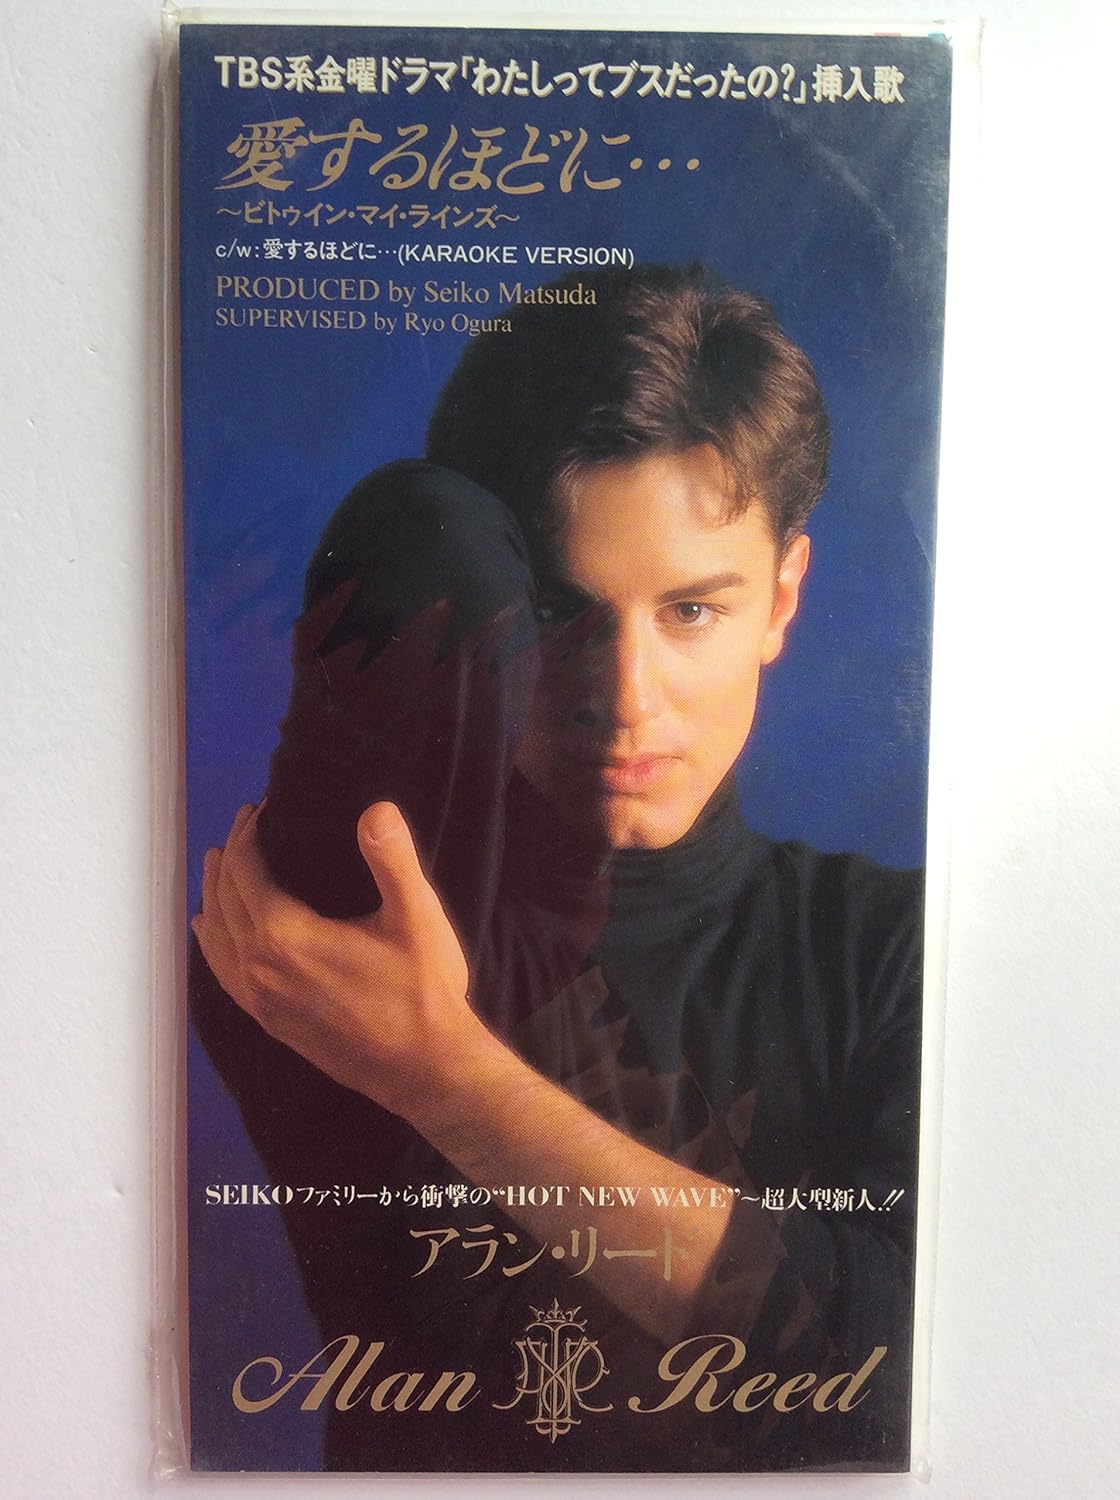 TBS系金曜ドラマ「わたしってブスだったの?」挿入歌
愛するほどに…
〜ビトゥイン・マイ・ラインズ〜
c/w:愛するほどに…(KARAOKE VERSION)
PRODUCED by Seiko Matsuda
SUPERVISED by Ryo Ogura
SEIKOファミリーから衝撃の“HOT NEW WAVE”〜超大型新人!!
アラン・リード
Alan Reed